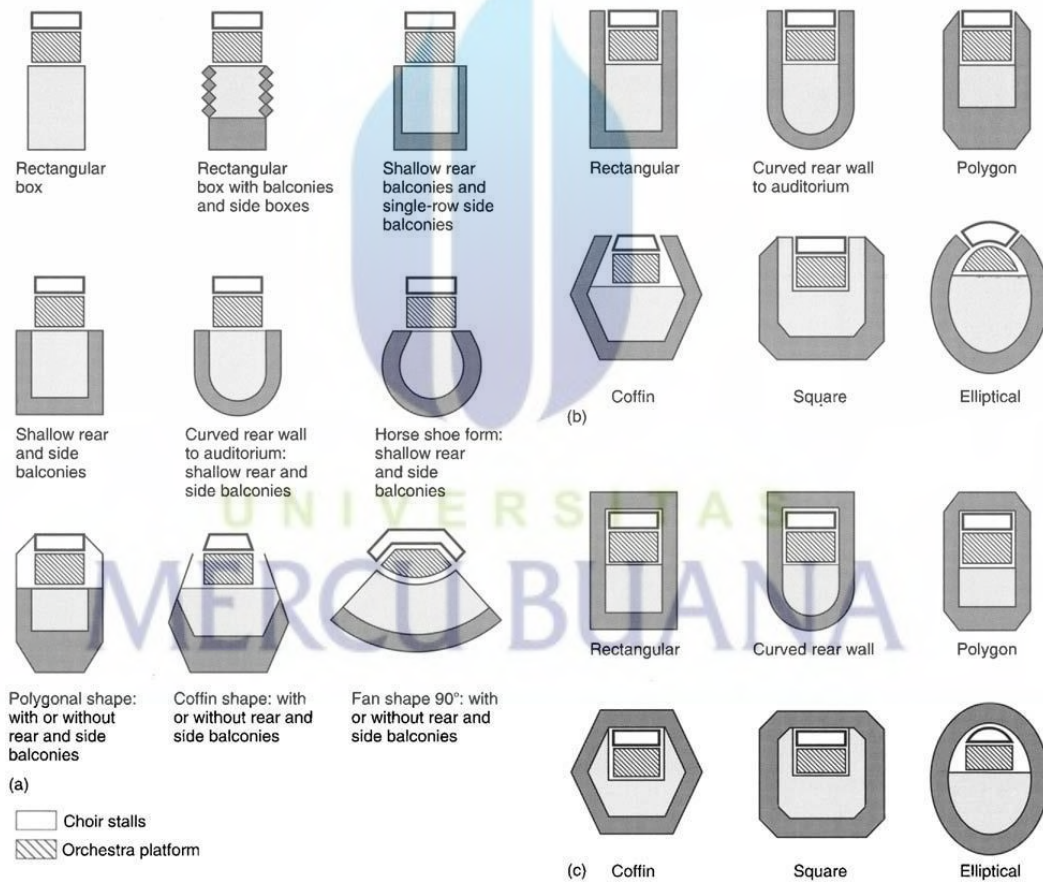 Rectangular
box
Rectangular
box with balconies
and side boxes
Shallow rear
balconies and
single-row side
balconies
Shallow rear
and side
balconies
Curved rear wall
to auditorium:
shallow rear and
side balconies
Horse shoe form:
shallow rear
and side
balconies
Polygonal shape:
with or without
rear and side
balconies
Coffin shape: with
or without rear and
side balconies
Fan shape 90°: with
or without rear and
side balconies
(a)
Choir stalls
Orchestra platform
Rectangular
Curved rear wall
to auditorium
Polygon
Coffin
Square
Elliptical
(b)
Rectangular
Curved rear wall
Polygon
(c)
Coffin
Square
Elliptical
UNIVERSITAS
MERCU BUANA